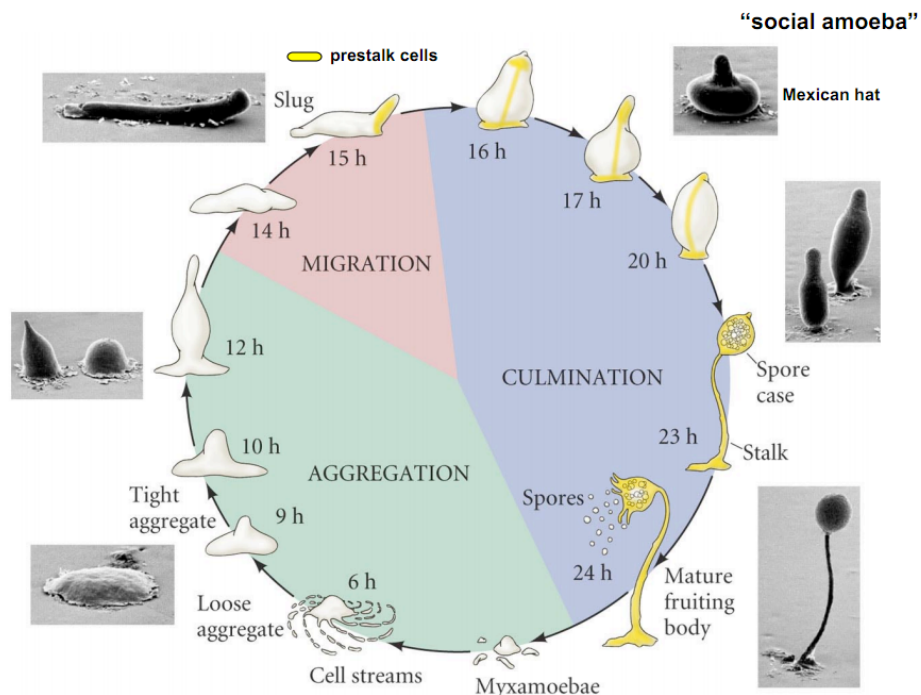 “social amoeba”
prestalk cells
Mexican hat
Slug
15 h
16 h
17 h
14 h
MIGRATION
20 h
12 h
CULMINATION
Spore
case
10 h
23 h
Stalk
AGGREGATION
Tight
aggregate
9 h
Spores
24 h
6 h
Mature
fruiting
body
Loose
aggregate
Cell streams
Myxamoebae